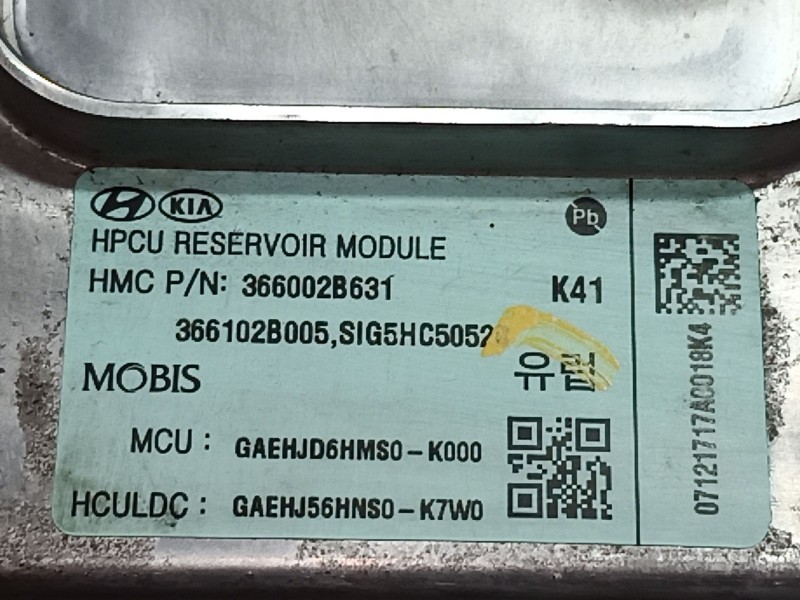 KIA
Pb
HPCU RESERVOIR MODULE
HMC P/N: 366002B631 K41
366102B005,SIG5HC5052
유럽
MOBIS
MCU : GAEHJD6HMS0-K000
HCULDC : GAEHJ56HNS0-K7W0
07121717AC018K4